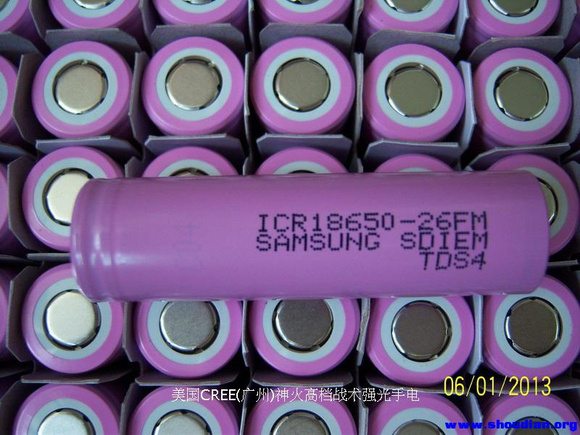 ICR18650-26FM
SAMSUNG SDIEM
TDS4
美国CREE(广州)神火高档战术强光手电
06/01/2013
www.shoudian.org